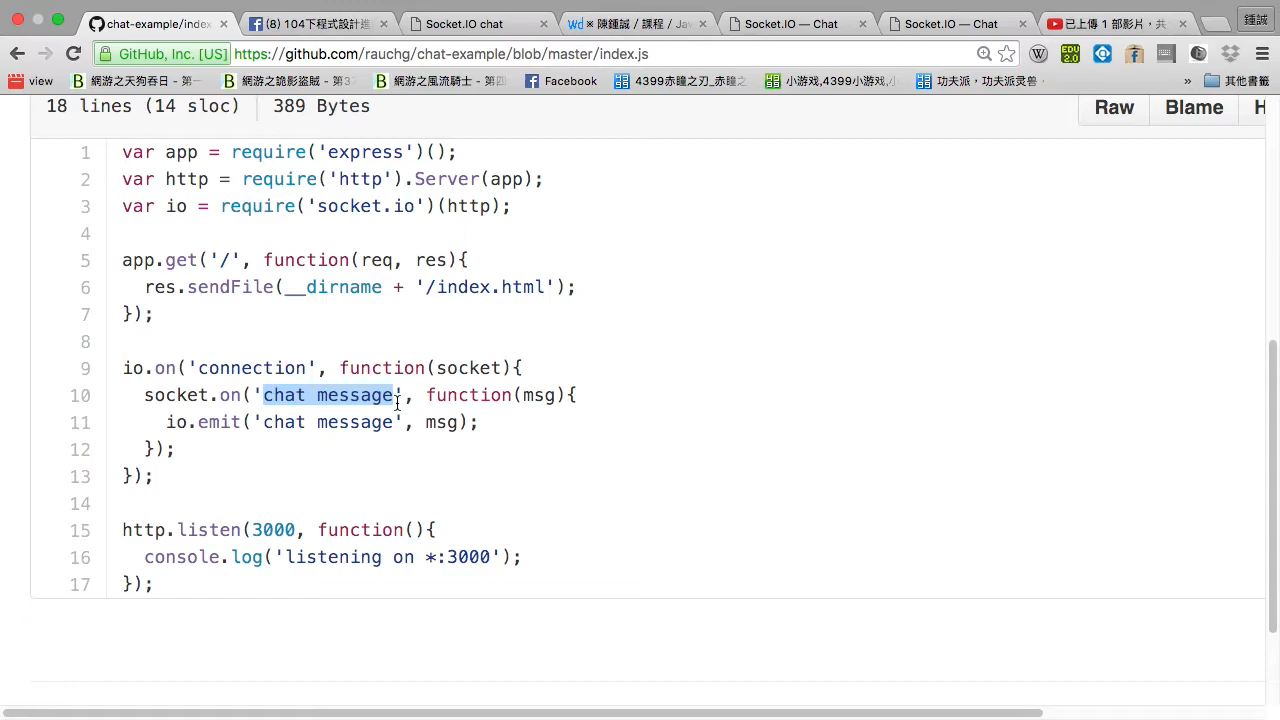 chat-example/index
(8) 104下程式設計進
Socket.IO chat
※ 陳鍾誠 / 課程 / Jav
Socket.IO — Chat
Socket.IO — Chat
已上傳 1 部影片，共
鍾誠
GitHub, Inc. [US]
https://github.com/rauchg/chat-example/blob/master/index.js
view
網游之天狗春日 - 第一
網游之詭影盜賊 - 第3
網游之風流騎士 - 第四
Facebook
4399赤瞳之刃_赤瞳之
小游戏,4399小游戏,小
功夫派，功夫派灵兽
»
其他書籤
18 lines (14 sloc)
389 Bytes
Raw
Blame
H
1 var app = require('express')();
2 var http = require('http').Server(app);
3 var io = require('socket.io')(http);
4
5 app.get('/', function(req, res){
6 res.sendFile(__dirname + '/index.html');
7 });
8
9 io.on('connection', function(socket){
10 socket.on('chat message', function(msg){
11 io.emit('chat message', msg);
12 });
13 });
14
15 http.listen(3000, function(){
16 console.log('listening on *:3000');
17 });